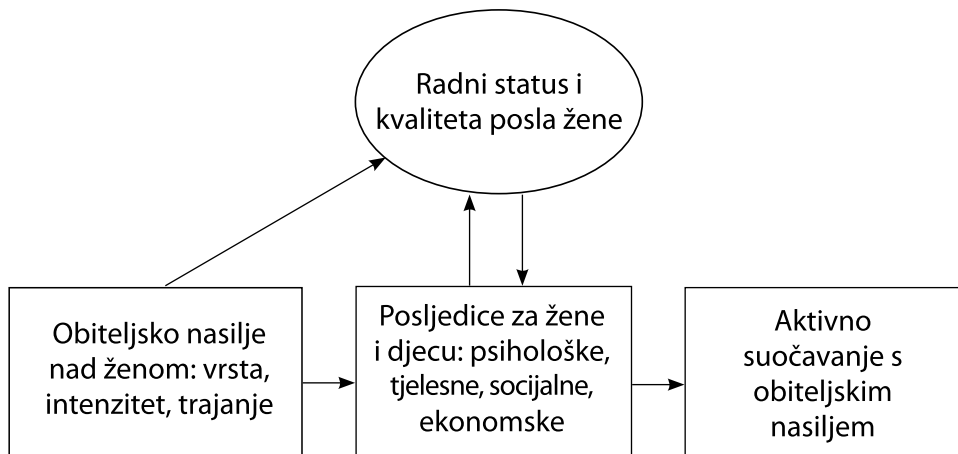 Radni status i
kvaliteta posla žene
Obiteljsko nasilje
nad ženom: vrsta,
intenzitet, trajanje
Posljedice za žene
i djecu: psihološke,
tjelesne, socijalne,
ekonomske
Aktivno
suočavanje s
obiteljskim
nasiljem